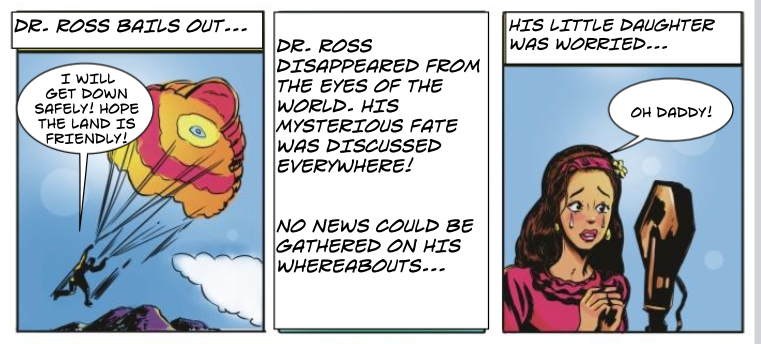 DR. ROSS BAILS OUT...
I WILL
GET DOWN
SAFELY! HOPE
THE LAND IS
FRIENDLY!
DR. ROSS
DISAPPEARED FROM
THE EYES OF THE
WORLD. HIS
MYSTERIOUS FATE
WAS DISCUSSED
EVERYWHERE!
NO NEWS COULD BE
GATHERED ON HIS
WHEREABOUTS...
HIS LITTLE DAUGHTER
WAS WORRIED...
OH DADDY!